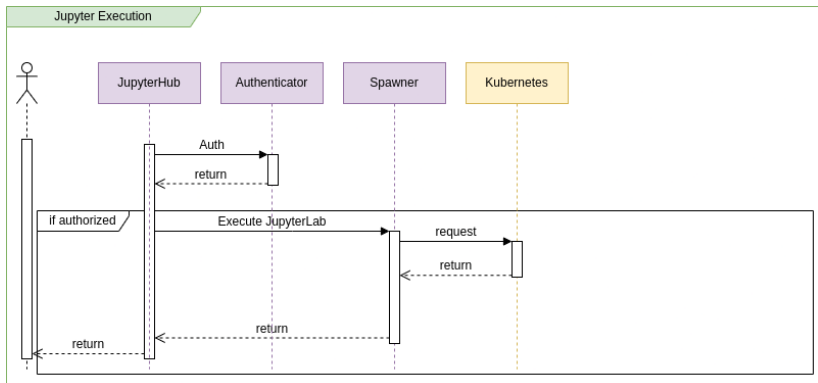 Jupyter Execution
JupyterHub
Authenticator
Spawner
Kubernetes
Auth
return
if authorized
Execute JupyterLab
request
return
return
return